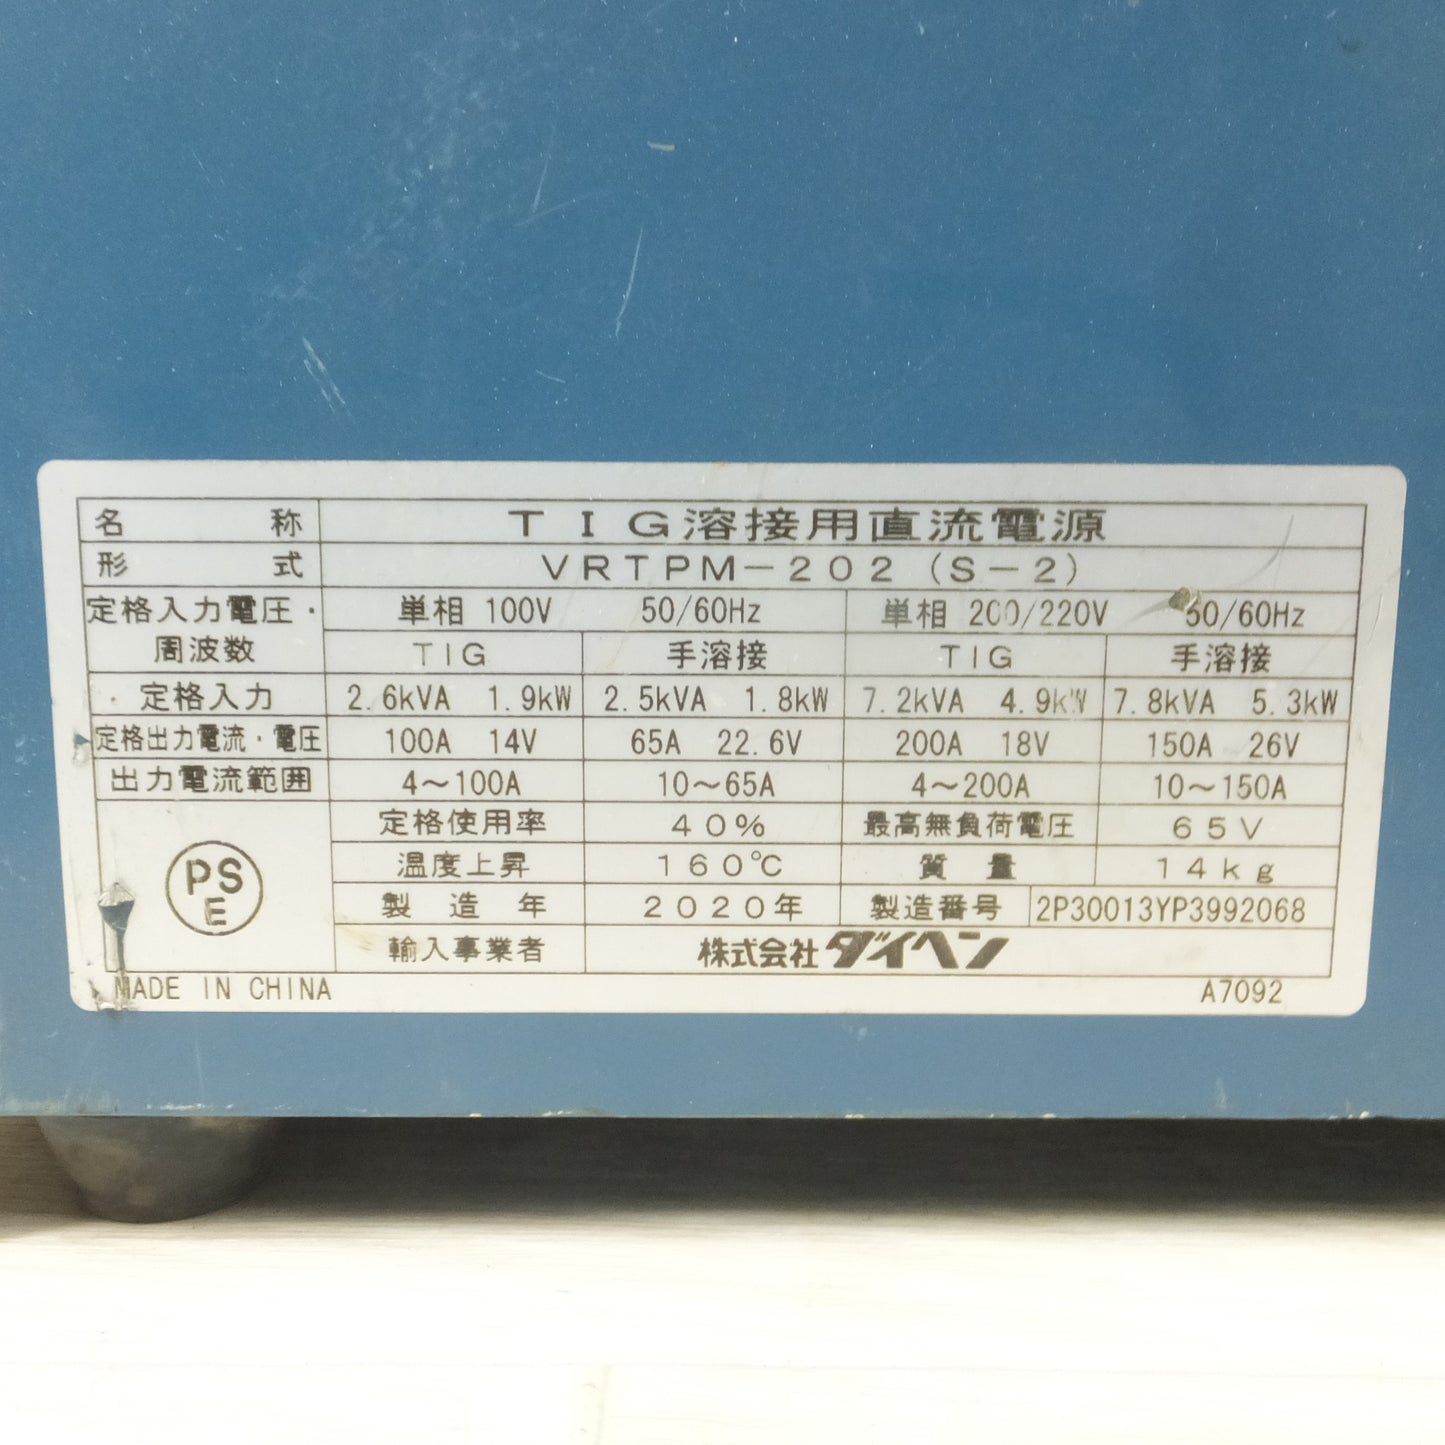 名称 TIG溶接用直流電源
形式 VRTPM-202(S-2)
定格入力電圧・周波数 単相 100V 50/60Hz 単相 200/220V 50/60Hz
TIG 手溶接 TIG 手溶接
定格入力 2.6kVA 1.9kW 2.5kVA 1.8kW 7.2kVA 4.9kW 7.8kVA 5.3kW
定格出力電流・電圧 100A 14V 65A 22.6V 200A 18V 150A 26V
出力電流範囲 4～100A 10～65A 4～200A 10～150A
定格使用率 40% 最高無負荷電圧 65V
PSE
温度上昇 160℃ 質量 14kg
製造年 2020年 製造番号 2P30013YP3992068
輸入事業者 株式会社ダイヘン
MADE IN CHINA A7092